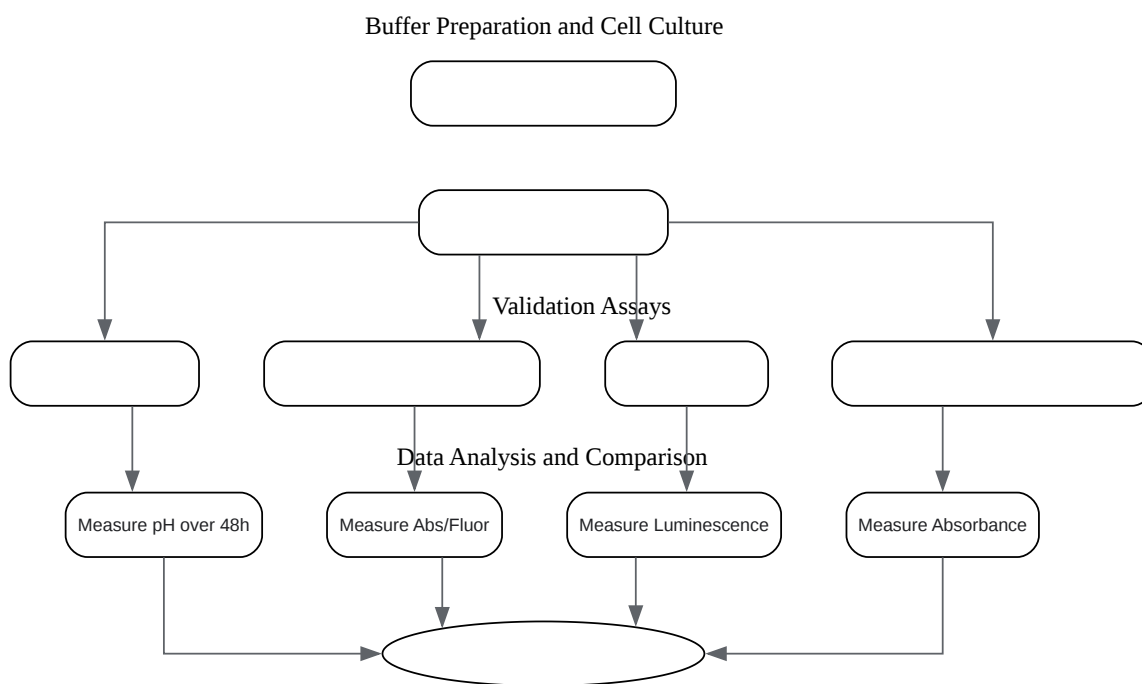 Buffer Preparation and Cell Culture
Validation Assays
Data Analysis and Comparison
Measure pH over 48h
Measure Abs/Fluor
Measure Luminescence
Measure Absorbance